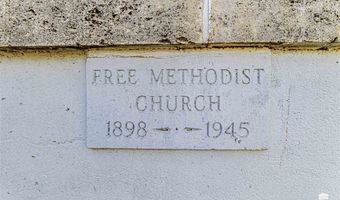 FREE METHODIST
CHURCH
1898 - · - 1945